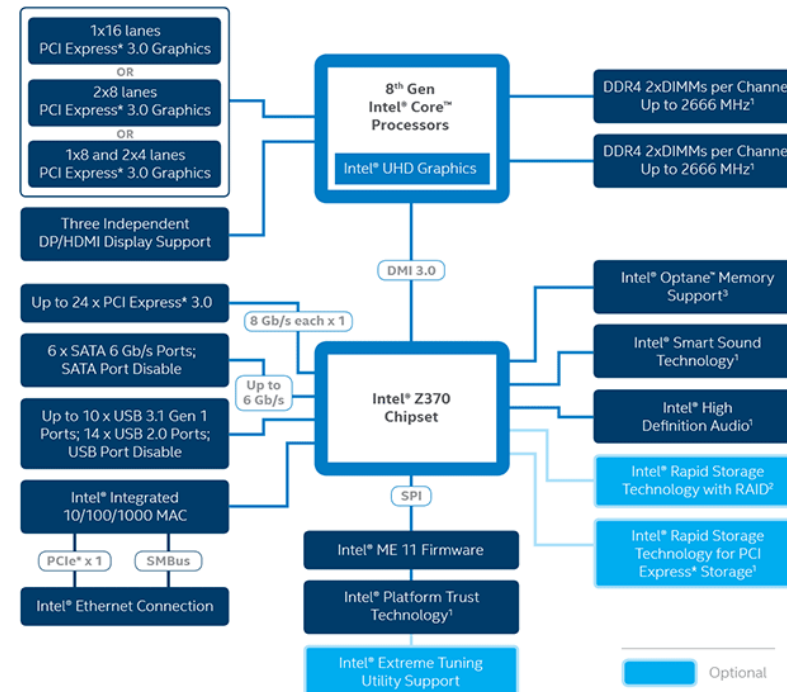 1x16 lanes
PCI Express* 3.0 Graphics
OR
2x8 lanes
PCI Express* 3.0 Graphics
OR
1x8 and 2x4 lanes
PCI Express* 3.0 Graphics
Three Independent
DP/HDMI Display Support
8th Gen
Intel® Core™
Processors
Intel® UHD Graphics
DDR4 2xDIMMs per Channel
Up to 2666 MHz¹
DDR4 2xDIMMs per Channel
Up to 2666 MHz¹
DMI 3.0
Up to 24 x PCI Express* 3.0
8 Gb/s each x 1
6 x SATA 6 Gb/s Ports;
SATA Port Disable
Up to
6 Gb/s
Up to 10 x USB 3.1 Gen 1
Ports; 14 x USB 2.0 Ports;
USB Port Disable
Intel® Integrated
10/100/1000 MAC
PCIe* x 1
SMBus
Intel® Ethernet Connection
Intel® Z370
Chipset
Intel® Optane™ Memory
Support³
Intel® Smart Sound
Technology¹
Intel® High
Definition Audio¹
Intel® Rapid Storage
Technology with RAID²
Intel® Rapid Storage
Technology for PCI
Express* Storage¹
SPI
Intel® ME 11 Firmware
Intel® Platform Trust
Technology¹
Intel® Extreme Tuning
Utility Support
Optional